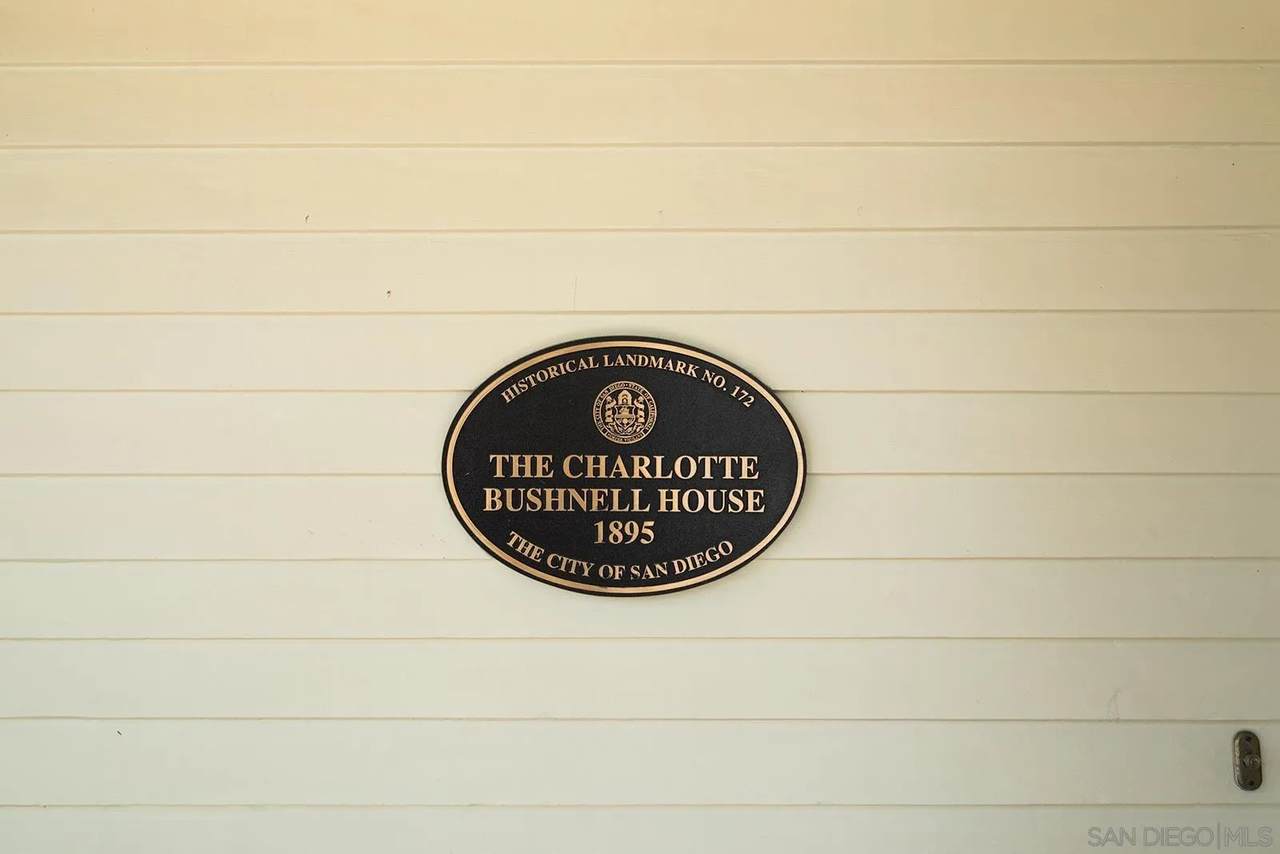 HISTORICAL LANDMARK NO. 172
THE CHARLOTTE
BUSHNELL HOUSE
1895
THE CITY OF SAN DIEGO
SAN DIEGO|MLS